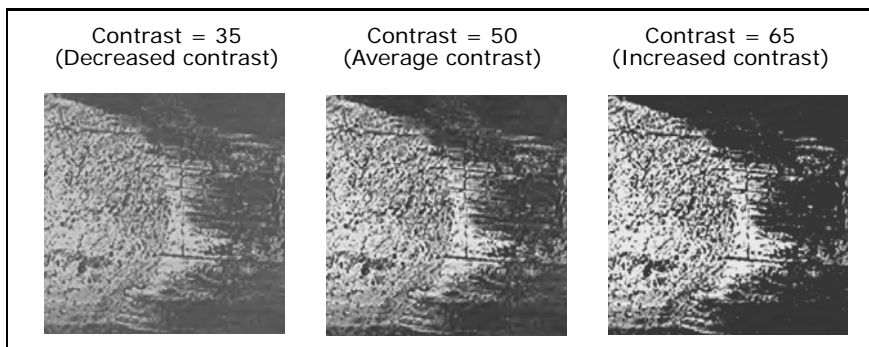 Contrast = 35
(Decreased contrast)
Contrast = 50
(Average contrast)
Contrast = 65
(Increased contrast)